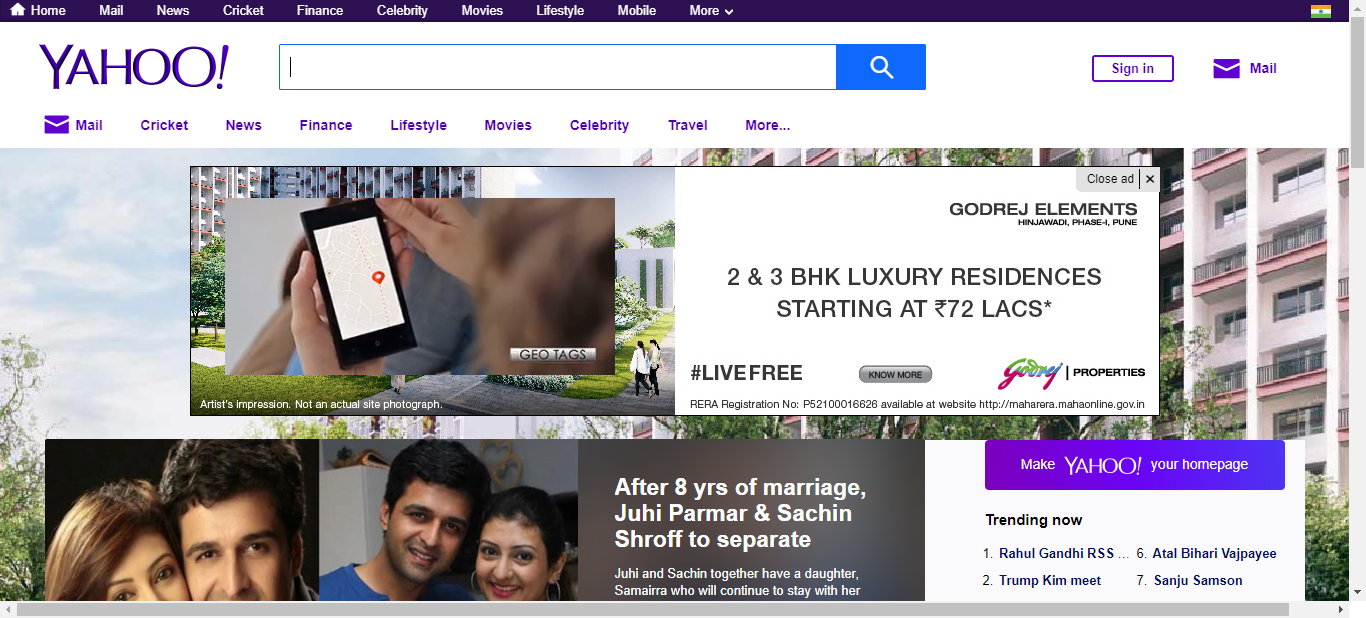 Home Mail News Cricket Finance Celebrity Movies Lifestyle Mobile More
YAHOO!
Sign in
Mail
Mail Cricket News Finance Lifestyle Movies Celebrity Travel More...
Close ad ×
GODREJ ELEMENTS
HINJAWADI, PHASE-I, PUNE
2 & 3 BHK LUXURY RESIDENCES
STARTING AT ₹72 LACS*
GEO TAGS
#LIVEFREE
KNOW MORE
Godrej | PROPERTIES
Artist's impression. Not an actual site photograph.
RERA Registration No: P52100016626 available at website http://maharera.mahaonline.gov.in
After 8 yrs of marriage,
Juhi Parmar & Sachin
Shroff to separate
Juhi and Sachin together have a daughter,
Samairra who will continue to stay with her
Make YAHOO! your homepage
Trending now
1. Rahul Gandhi RSS ...
2. Trump Kim meet
6. Atal Bihari Vajpayee
7. Sanju Samson